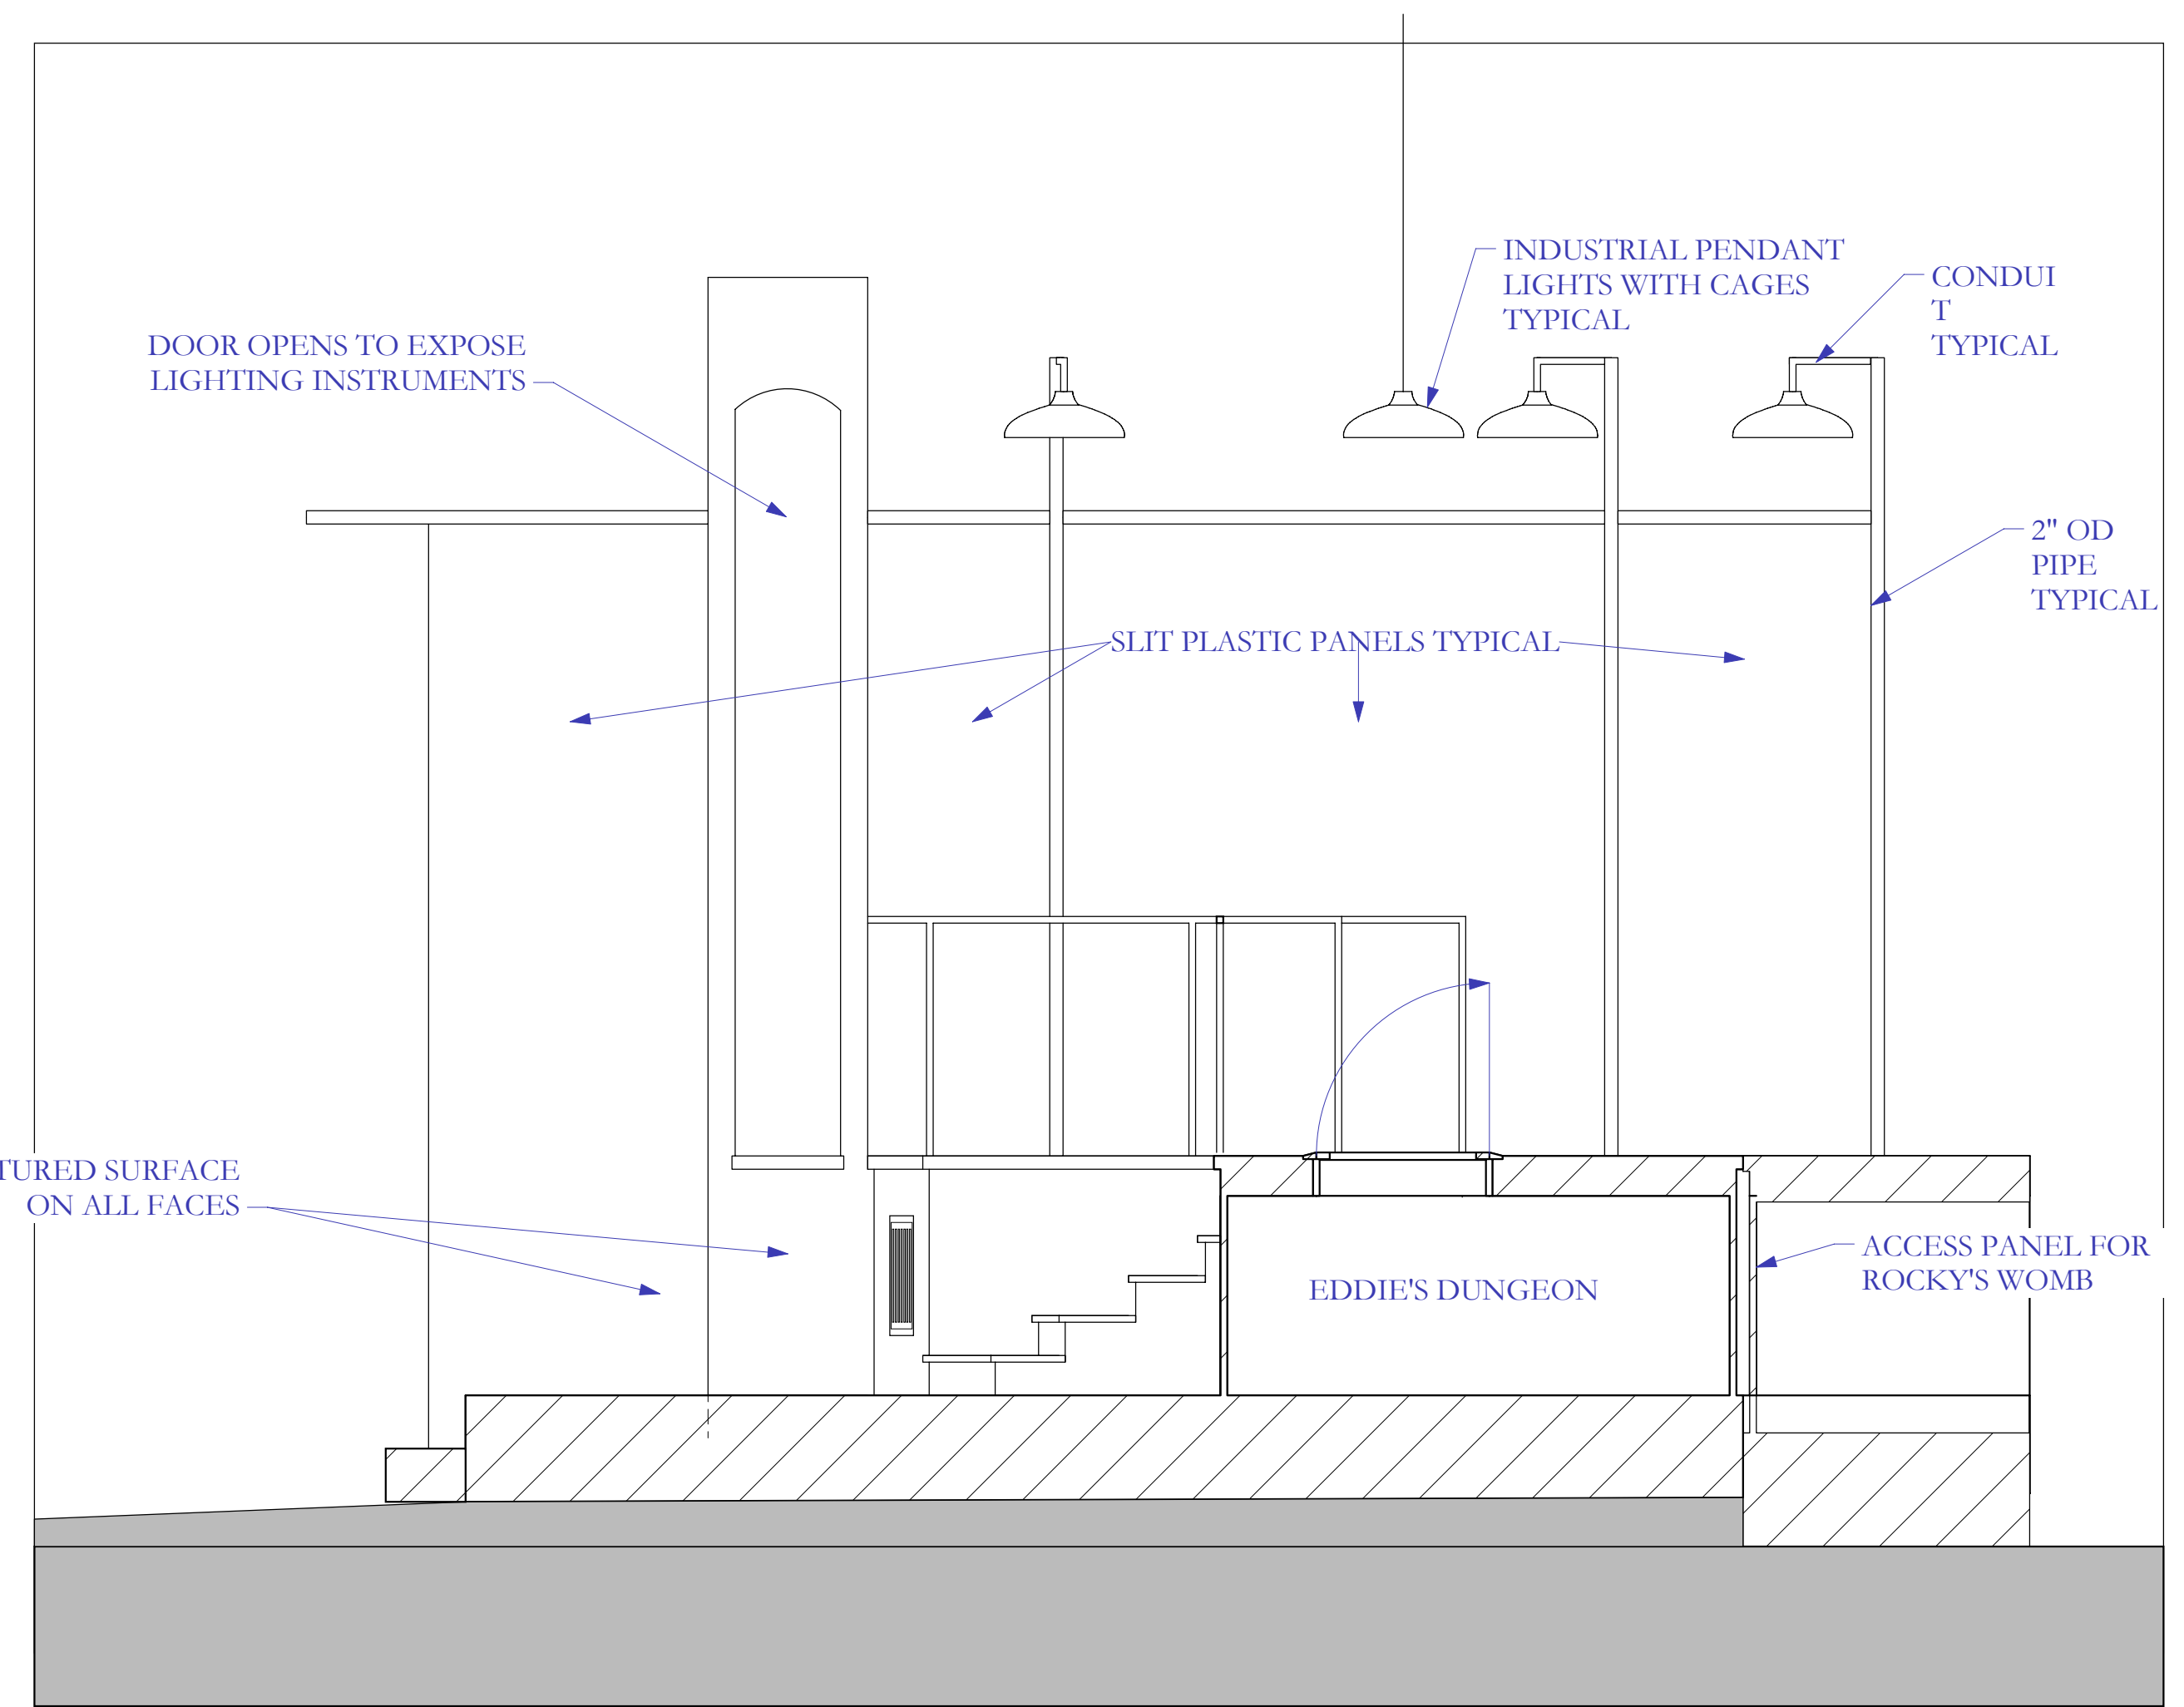 INDUSTRIAL PENDANT
LIGHTS WITH CAGES
TYPICAL
CONDUI
T
TYPICAL
DOOR OPENS TO EXPOSE
LIGHTING INSTRUMENTS
2" OD
PIPE
TYPICAL
SLIT PLASTIC PANELS TYPICAL
TURED SURFACE
ON ALL FACES
ACCESS PANEL FOR
ROCKY'S WOMB
EDDIE'S DUNGEON